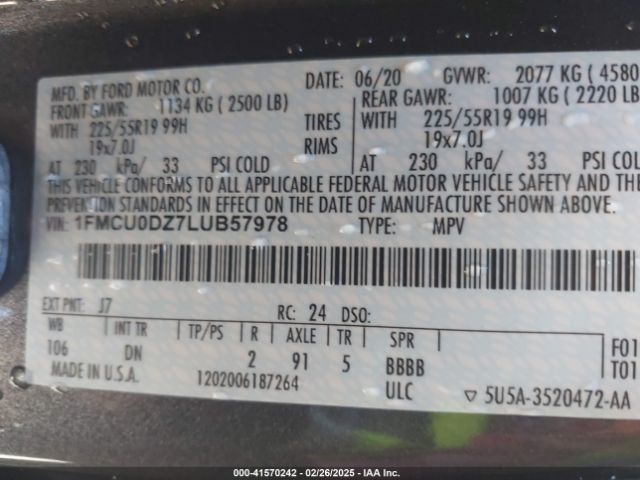 MFD. BY FORD MOTOR CO. DATE: 06/20 GVWR: 2077 KG (4580
FRONT GAWR: 1134 KG (2500 LB) REAR GAWR: 1007 KG (2220 LB
WITH 225/55R19 99H TIRES WITH 225/55R19 99H
19x7.0J RIMS 19x7.0J
AT 230 kPa/ 33 PSI COLD AT 230 kPa/ 33 PSI COLD
THIS VEHICLE CONFORMS TO ALL APPLICABLE FEDERAL MOTOR VEHICLE SAFETY AND THE
PREVENTION STANDARDS IN EFFECT ON THE DATE OF MANUFACTURE SHOWN ABOVE.
VIN: 1FMCU0DZ7LUB57978 TYPE: MPV
EXT PNT: J7 RC: 24 DSO:
WB INT TR TP/PS R AXLE TR SPR
106 DN 2 91 5 BBBB F01
MADE IN U.S.A. 1202006187264 ULC T01
▽ 5U5A-3520472-AA
000-41570242 | 02/26/2025 - IAA Inc.